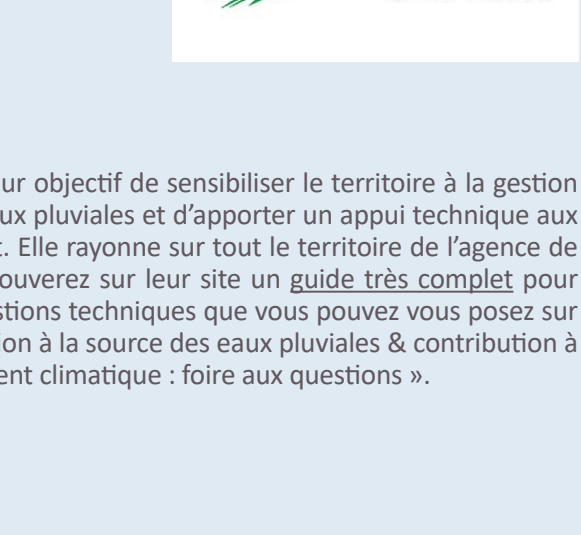 ur objectif de sensibiliser le territoire à la gestion
ux pluviales et d'apporter un appui technique aux
t. Elle rayonne sur tout le territoire de l'agence de
ouverez sur leur site un guide très complet pour
stions techniques que vous pouvez vous posez sur
ion à la source des eaux pluviales & contribution à
ent climatique : foire aux questions ».